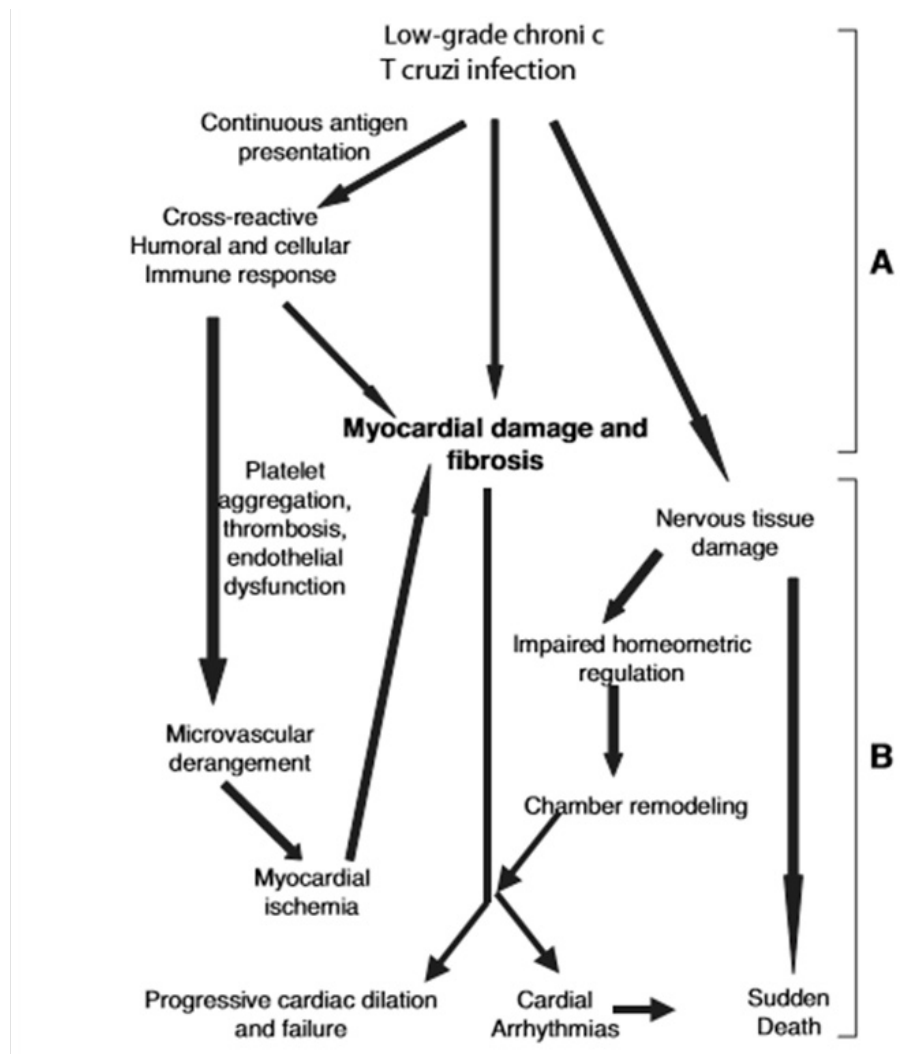 Low-grade chroni c
T cruzi infection
Continuous antigen
presentation
Cross-reactive
Humoral and cellular
Immune response
A
Myocardial damage and
fibrosis
Platelet
aggregation,
thrombosis,
endothelial
dysfunction
Nervous tissue
damage
Impaired homeometric
regulation
Microvascular
derangement
B
Chamber remodeling
Myocardial
ischemia
Progressive cardiac dilation
and failure
Cardial
Arrhythmias
Sudden
Death